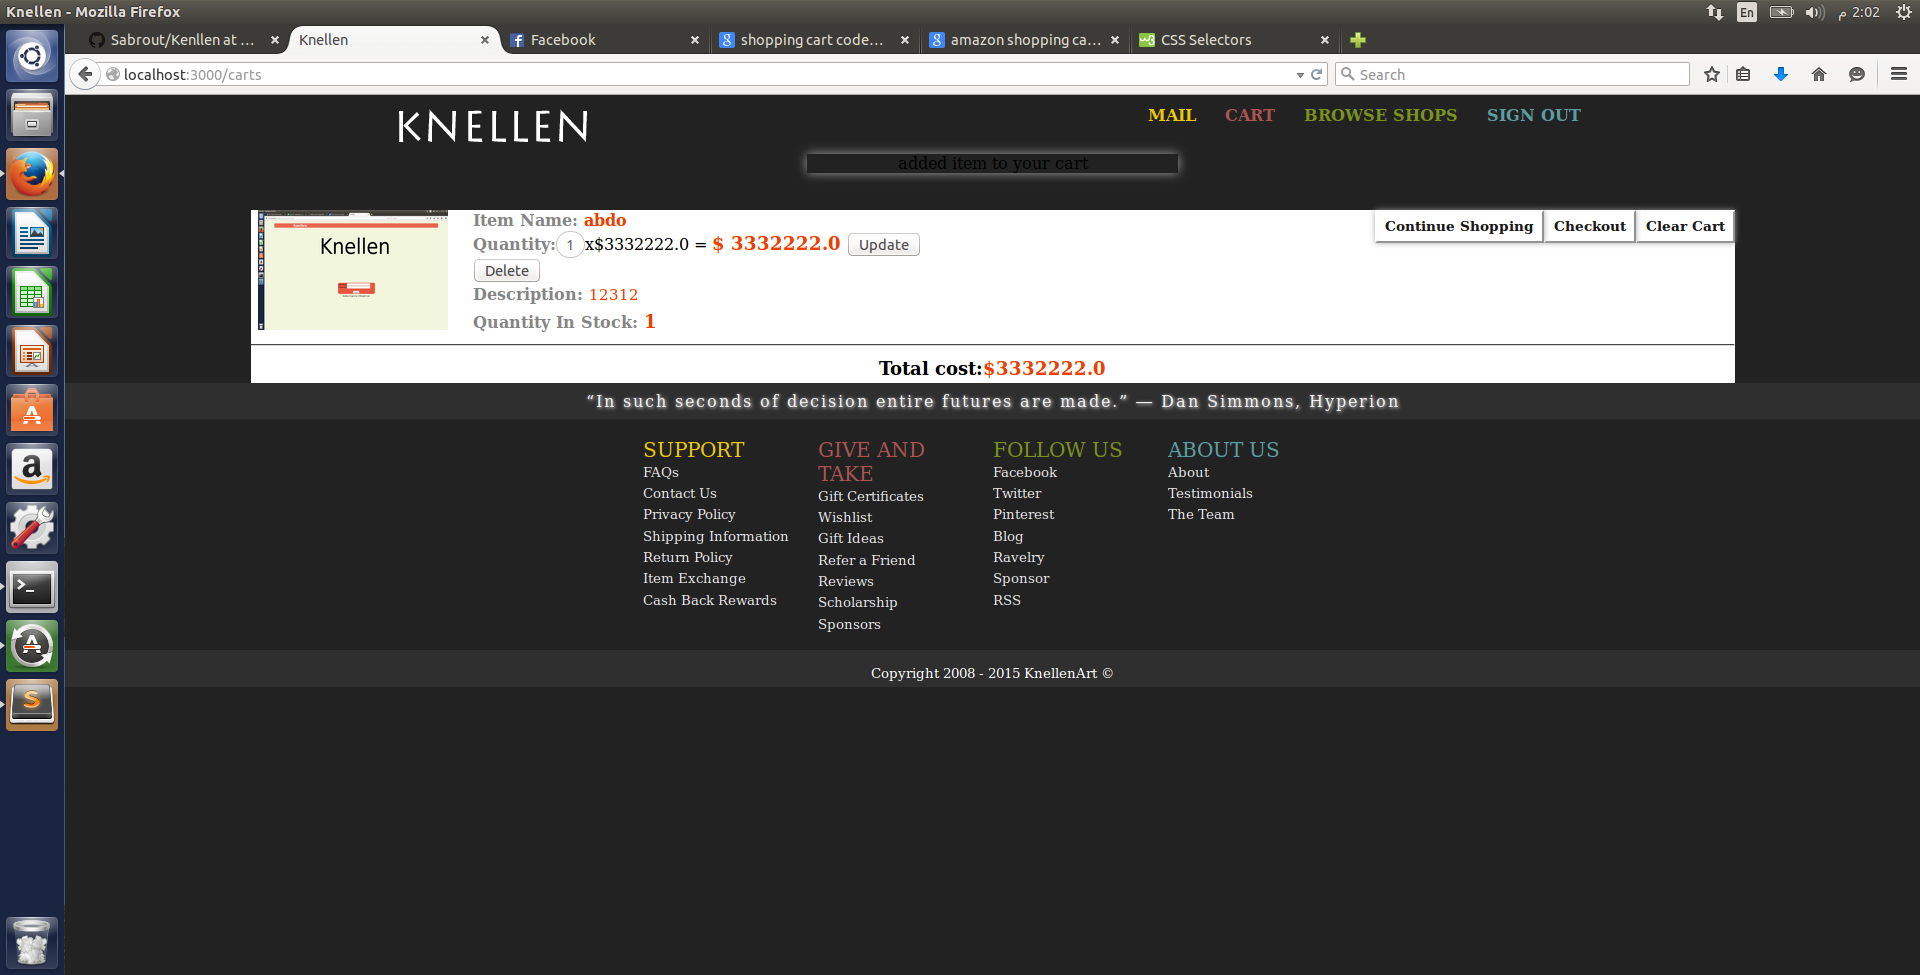 Knellen - Mozilla Firefox
En
م 2:02
Sabrout/Kenllen at ...
Knellen
Facebook
shopping cart code...
amazon shopping ca...
CSS Selectors
localhost:3000/carts
Search
KNELLEN
MAIL CART BROWSE SHOPS SIGN OUT
added item to your cart
Knellen
Item Name: abdo
Quantity: 1 x$3332222.0 = $ 3332222.0 Update
Delete
Description: 12312
Quantity In Stock: 1
Continue Shopping Checkout Clear Cart
Total cost:$3332222.0
“In such seconds of decision entire futures are made.” — Dan Simmons, Hyperion
SUPPORT
FAQs
Contact Us
Privacy Policy
Shipping Information
Return Policy
Item Exchange
Cash Back Rewards
GIVE AND
TAKE
Gift Certificates
Wishlist
Gift Ideas
Refer a Friend
Reviews
Scholarship
Sponsors
FOLLOW US
Facebook
Twitter
Pinterest
Blog
Ravelry
Sponsor
RSS
ABOUT US
About
Testimonials
The Team
Copyright 2008 - 2015 KnellenArt ©